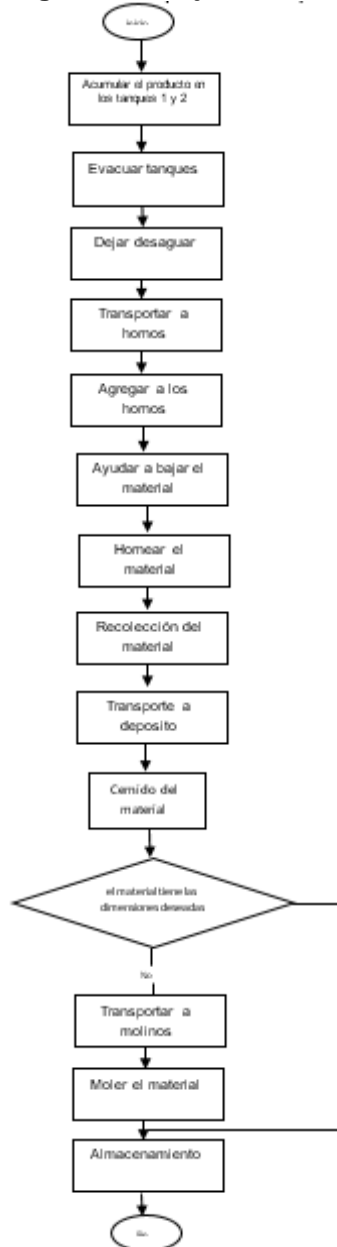 inicio
Acumular el producto en
los tanques 1 y 2
Evacuar tanques
Dejar desaguar
Transportar a
hornos
Agregar a los
hornos
Ayudar a bajar el
material
Hornear el
material
Recolección del
material
Transporte a
deposito
Cernido del
material
el material tiene las
dimensiones deseadas
No
Transportar a
molinos
Moler el material
Almacenamiento